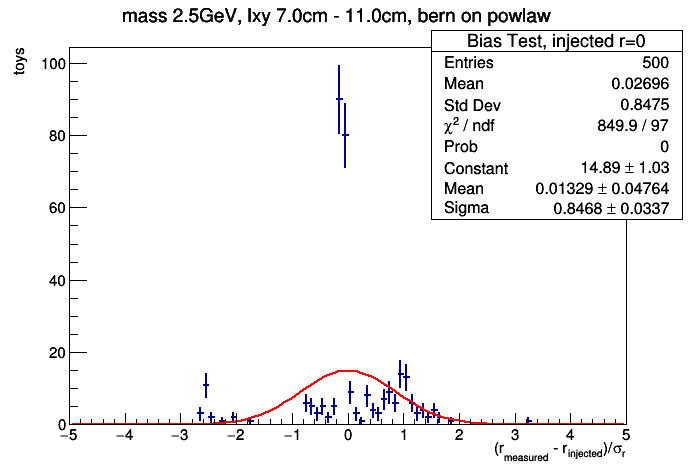 mass 2.5GeV, lxy 7.0cm - 11.0cm, bern on powlaw
toys
Bias Test, injected r=0
Entries 500
Mean 0.02696
Std Dev 0.8475
χ² / ndf 849.9 / 97
Prob 0
Constant 14.89 ± 1.03
Mean 0.01329 ± 0.04764
Sigma 0.8468 ± 0.0337
100
80
60
40
20
0
−5 −4 −3 −2 −1 0 1 2 3 4 5
(r_measured - r_injected)/σ_r